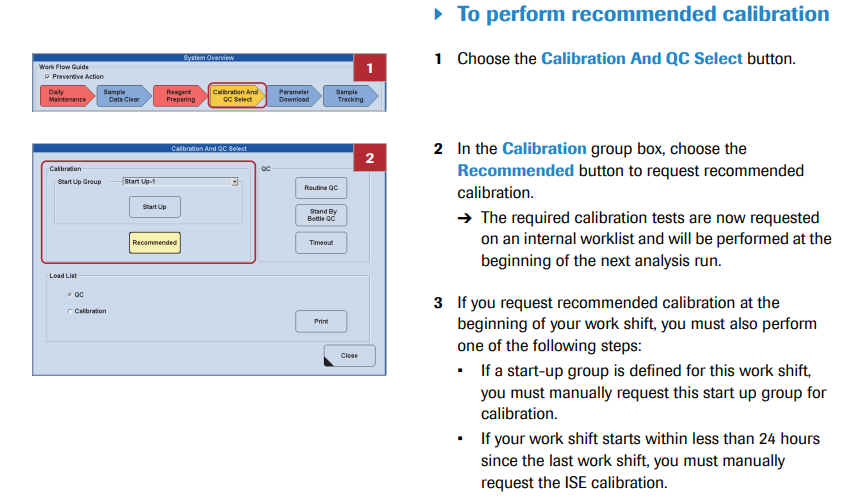 To perform recommended calibration
System Overview
Work Flow Guide
Preventive Action
1
Daily
Maintenance
Sample
Data Clear
Reagent
Preparing
Calibration And
QC Select
Parameter
Download
Sample
Tracking
1 Choose the Calibration And QC Select button.
Calibration And QC Select
2
Calibration
Start Up Group
Start Up-1
Start Up
Recommended
QC
Routine QC
Stand By
Bottle QC
Timeout
Load List
QC
Calibration
Print
Close
2 In the Calibration group box, choose the
Recommended button to request recommended
calibration.
➔ The required calibration tests are now requested
on an internal worklist and will be performed at the
beginning of the next analysis run.
3 If you request recommended calibration at the
beginning of your work shift, you must also perform
one of the following steps:
• If a start-up group is defined for this work shift,
you must manually request this start up group for
calibration.
• If your work shift starts within less than 24 hours
since the last work shift, you must manually
request the ISE calibration.